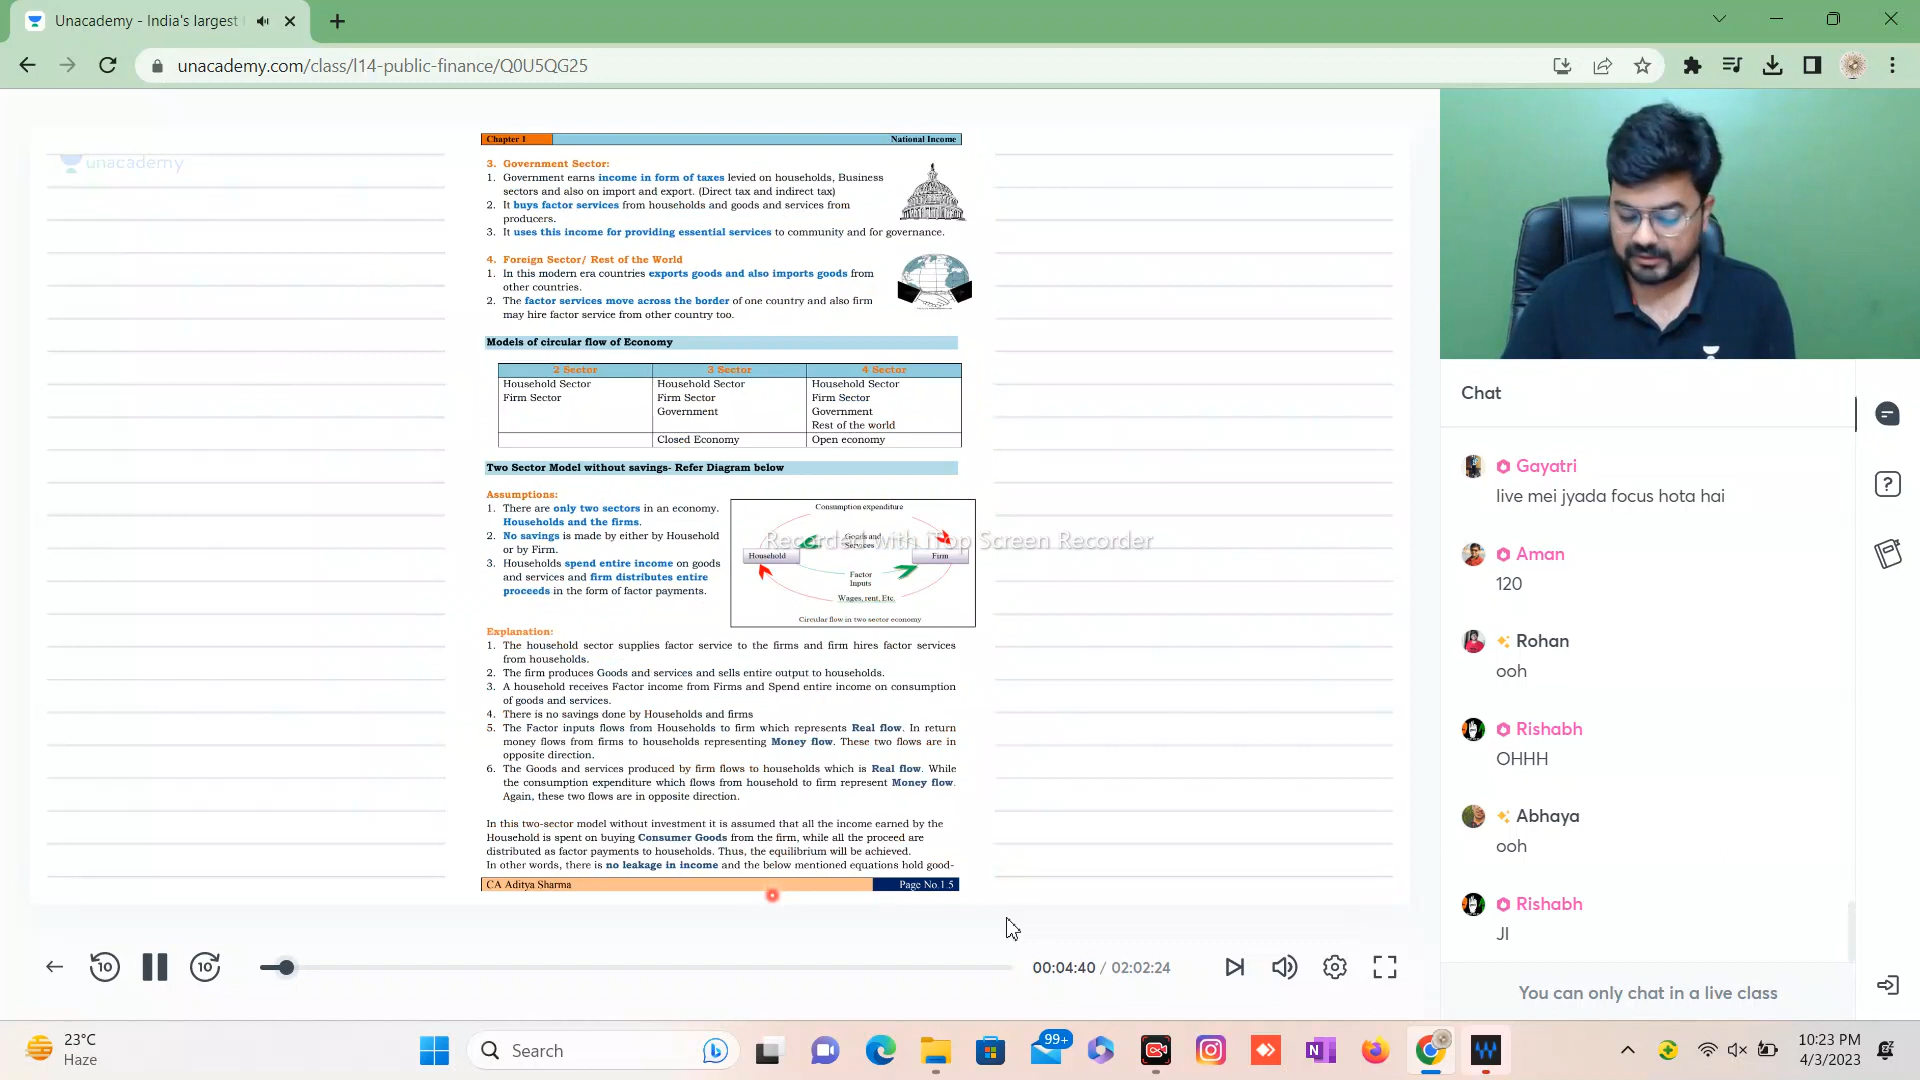 Unacademy - India's largest
unacademy.com/class/l14-public-finance/Q0U5QG25
unacademy
Chapter 1
National Income
3. Government Sector:
1. Government earns income in form of taxes levied on households, Business
sectors and also on import and export. (Direct tax and indirect tax)
2. It buys factor services from households and goods and services from
producers.
3. It uses this income for providing essential services to community and for governance.
4. Foreign Sector/ Rest of the World
1. In this modern era countries exports goods and also imports goods from
other countries.
2. The factor services move across the border of one country and also firm
may hire factor service from other country too.
Models of circular flow of Economy
2 Sector 3 Sector 4 Sector
Household Sector Household Sector Household Sector
Firm Sector Firm Sector Firm Sector
Government Government
Rest of the world
Closed Economy Open economy
Two Sector Model without savings- Refer Diagram below
Assumptions:
1. There are only two sectors in an economy.
Households and the firms.
2. No savings is made by either by Household
or by Firm.
3. Households spend entire income on goods
and services and firm distributes entire
proceeds in the form of factor payments.
Consumption expenditure
Goods and
Services
Household
Firm
Factor
Inputs
Wages, rent, Etc.
Circular flow in two sector economy
Recorded with iTop Screen Recorder
Explanation:
1. The household sector supplies factor service to the firms and firm hires factor services
from households.
2. The firm produces Goods and services and sells entire output to households.
3. A household receives Factor income from Firms and Spend entire income on consumption
of goods and services.
4. There is no savings done by Households and firms
5. The Factor inputs flows from Households to firm which represents Real flow. In return
money flows from firms to households representing Money flow. These two flows are in
opposite direction.
6. The Goods and services produced by firm flows to households which is Real flow. While
the consumption expenditure which flows from household to firm represent Money flow.
Again, these two flows are in opposite direction.
In this two-sector model without investment it is assumed that all the income earned by the
Household is spent on buying Consumer Goods from the firm, while all the proceed are
distributed as factor payments to households. Thus, the equilibrium will be achieved.
In other words, there is no leakage in income and the below mentioned equations hold good-
CA Aditya Sharma
Page No.1.5
10
10
00:04:40 / 02:02:24
Chat
Gayatri
live mei jyada focus hota hai
Aman
120
Rohan
ooh
Rishabh
OHHH
Abhaya
ooh
Rishabh
JI
You can only chat in a live class
23°C
Haze
Search
99+
10:23 PM
4/3/2023